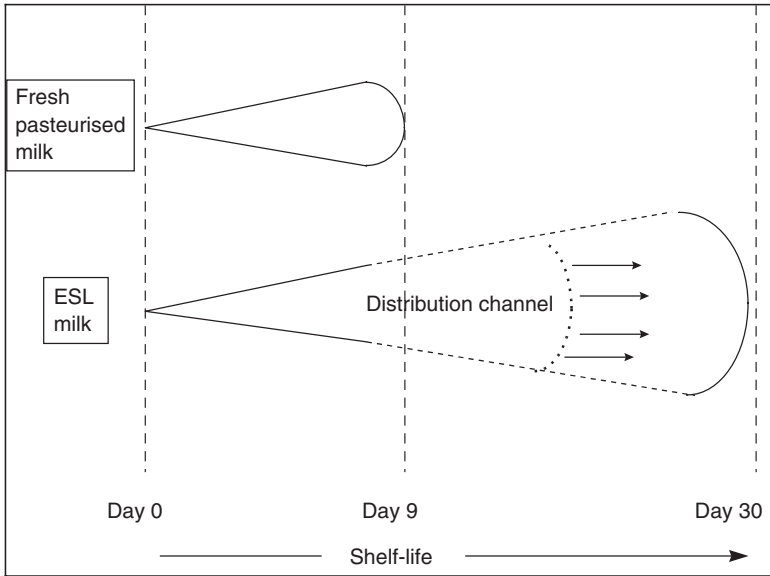 Fresh
pasteurised
milk
ESL
milk
Distribution channel
Day 0
Day 9
Day 30
Shelf-life